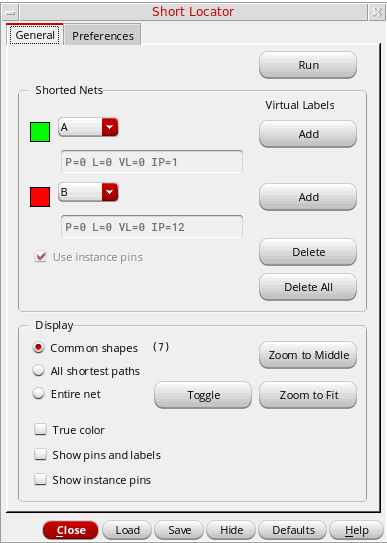 Short Locator
General Preferences
Run
Shorted Nets
Virtual Labels
A
Add
P=0 L=0 VL=0 IP=1
B
Add
P=0 L=0 VL=0 IP=12
Use instance pins
Delete
Delete All
Display
Common shapes (7)
Zoom to Middle
All shortest paths
Entire net
Toggle
Zoom to Fit
True color
Show pins and labels
Show instance pins
Close Load Save Hide Defaults Help